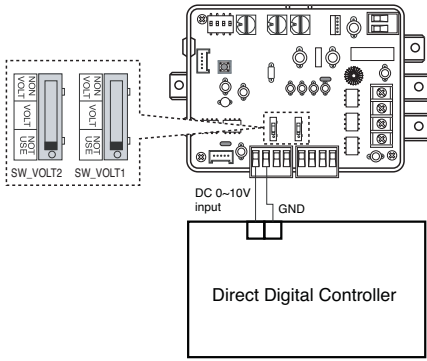 NON VOLT
VOLT
NOT USE
NON VOLT
VOLT
NOT USE
SW_VOLT2
SW_VOLT1
DC 0~10V
input
GND
Direct Digital Controller